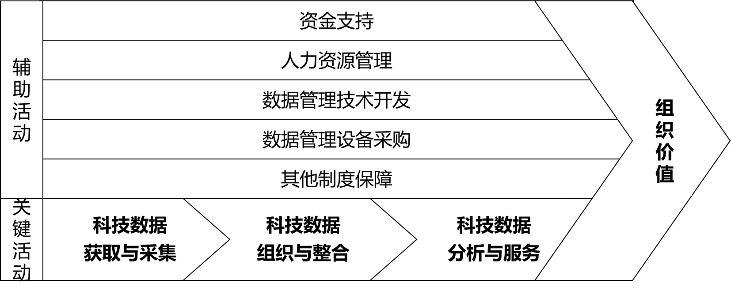 辅助活动
资金支持
人力资源管理
数据管理技术开发
数据管理设备采购
其他制度保障
关键活动
科技数据
获取与采集
科技数据
组织与整合
科技数据
分析与服务
组织价值